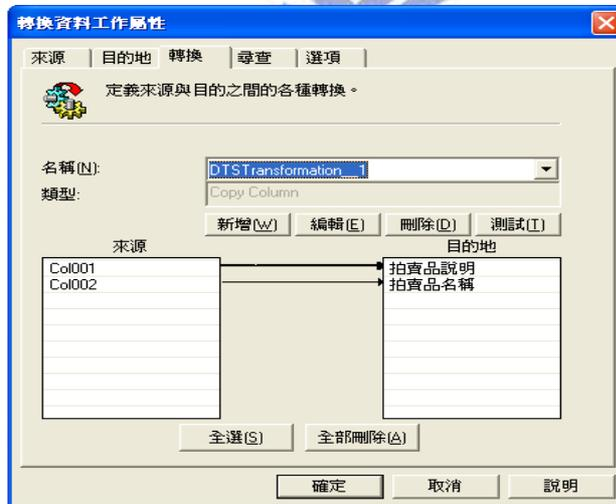 轉換資料工作屬性
來源 目的地 轉換 尋查 選項
定義來源與目的之間的各種轉換。
名稱(N): DTSTransformation__1
類型: Copy Column
新增(W) 編輯(E) 刪除(D) 測試(T)
來源 目的地
Col001 拍賣品說明
Col002 拍賣品名稱
全選(S) 全部刪除(A)
確定 取消 說明